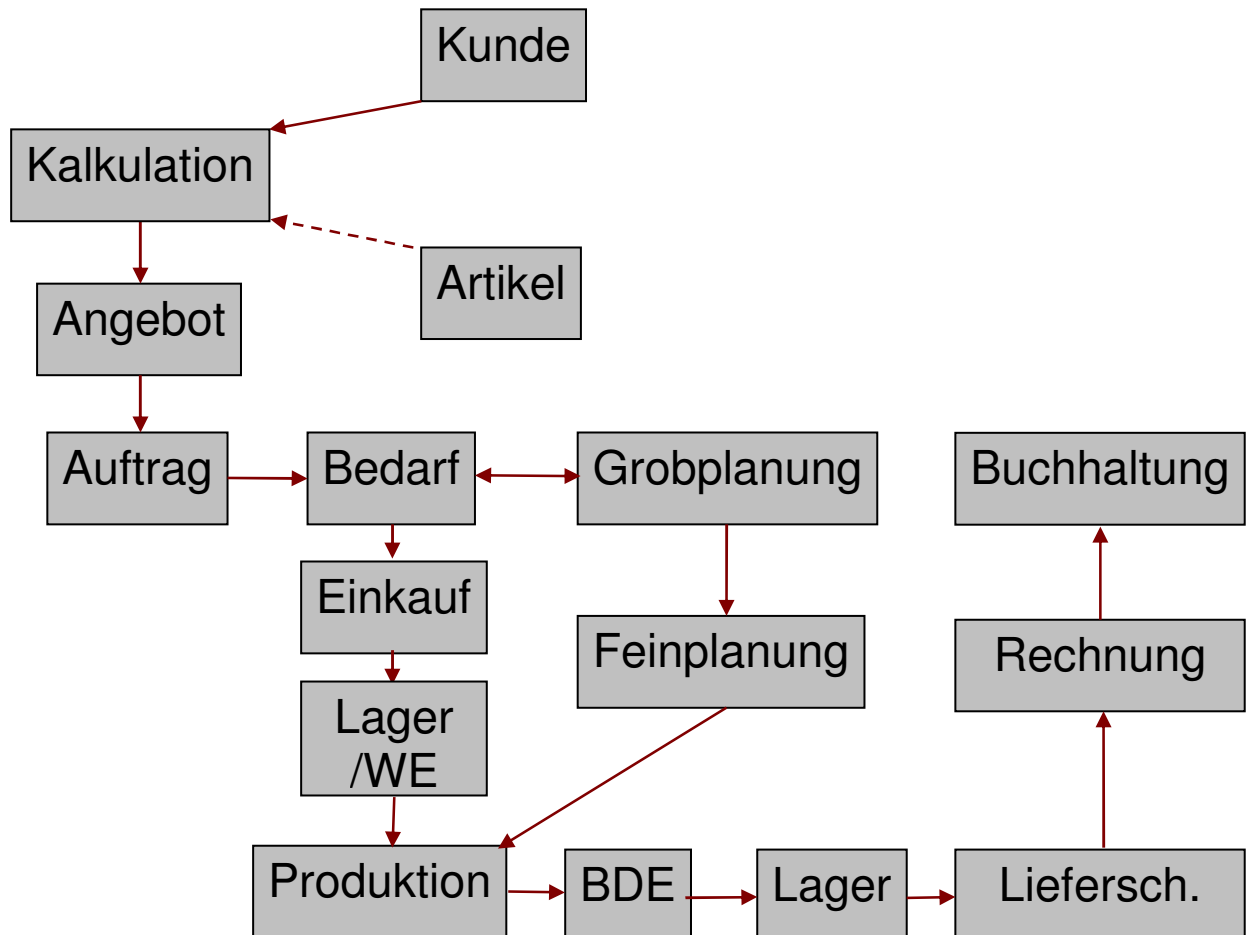 Kunde
Kalkulation
Artikel
Angebot
Auftrag
Bedarf
Grobplanung
Buchhaltung
Einkauf
Feinplanung
Rechnung
Lager
/WE
Produktion
BDE
Lager
Liefersch.